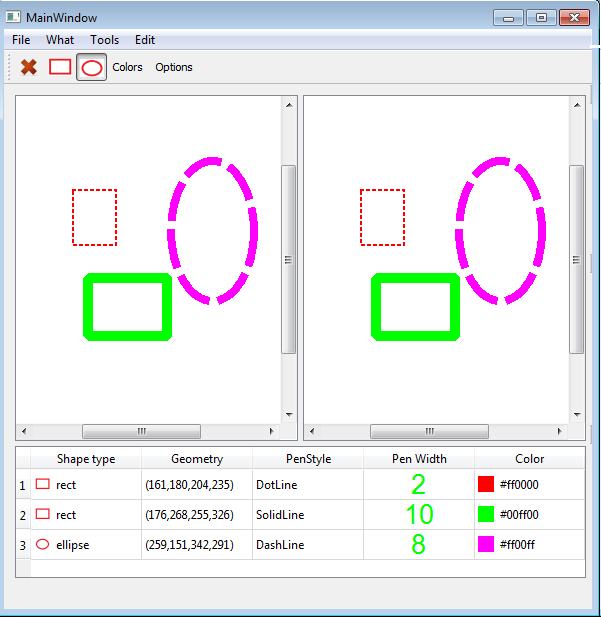 MainWindow
File What Tools Edit
Colors Options
Shape type Geometry PenStyle Pen Width Color
1 rect (161,180,204,235) DotLine 2 #ff0000
2 rect (176,268,255,326) SolidLine 10 #00ff00
3 ellipse (259,151,342,291) DashLine 8 #ff00ff